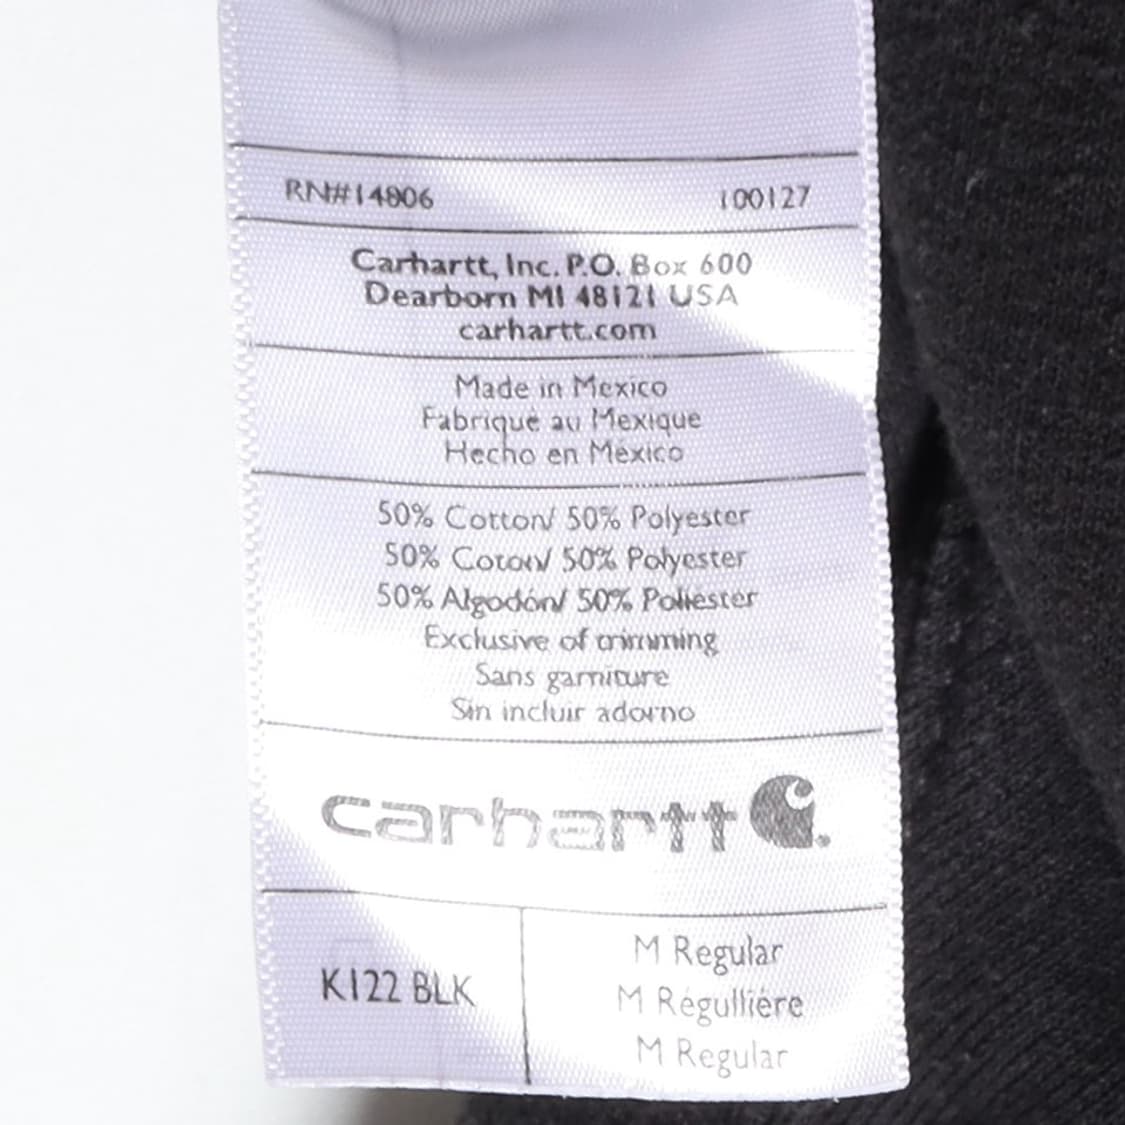 RN#14806 100127
Carhartt, Inc. P.O. Box 600
Dearborn MI 48121 USA
carhartt.com
Made in Mexico
Fabriqué au Mexique
Hecho en México
50% Cotton/ 50% Polyester
50% Coton/ 50% Polyester
50% Algodón/ 50% Poliéster
Exclusive of trimming
Sans garniture
Sin incluir adorno
carhartt
K122 BLK
M Regular
M Régullière
M Regular